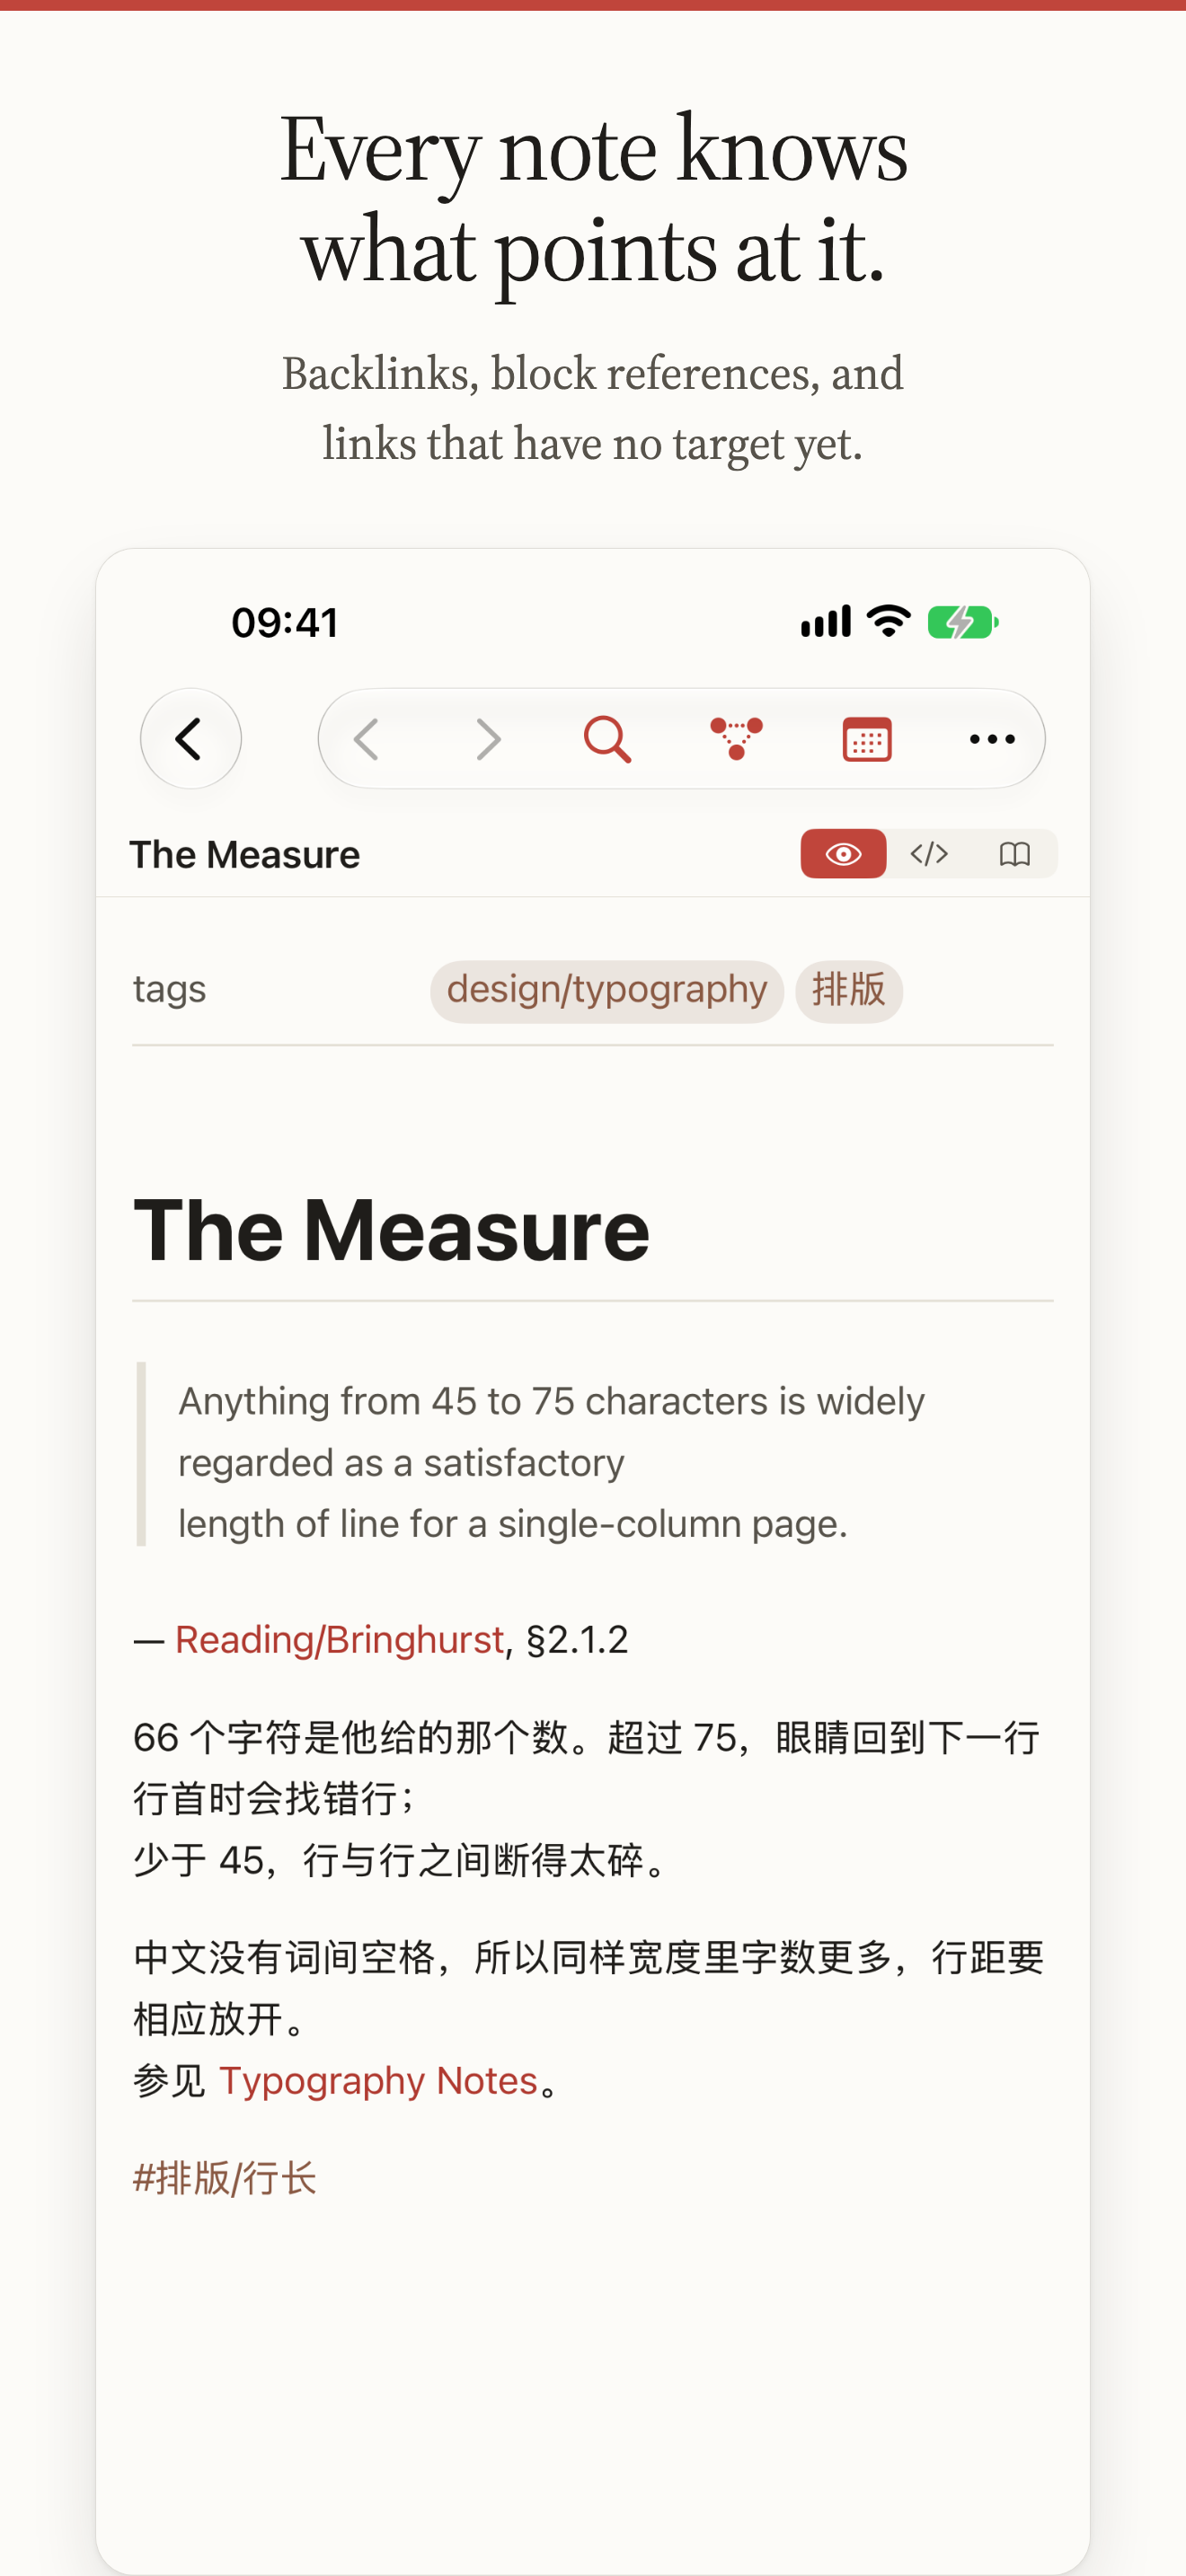 Every note knows
what points at it.
Backlinks, block references, and
links that have no target yet.
09:41
The Measure
</>
tags design/typography 排版
The Measure
Anything from 45 to 75 characters is widely
regarded as a satisfactory
length of line for a single-column page.
— Reading/Bringhurst, §2.1.2
66 个字符是他给的那个数。超过 75，眼睛回到下一行
行首时会找错行；
少于 45，行与行之间断得太碎。
中文没有词间空格，所以同样宽度里字数更多，行距要
相应放开。
参见 Typography Notes。
#排版/行长